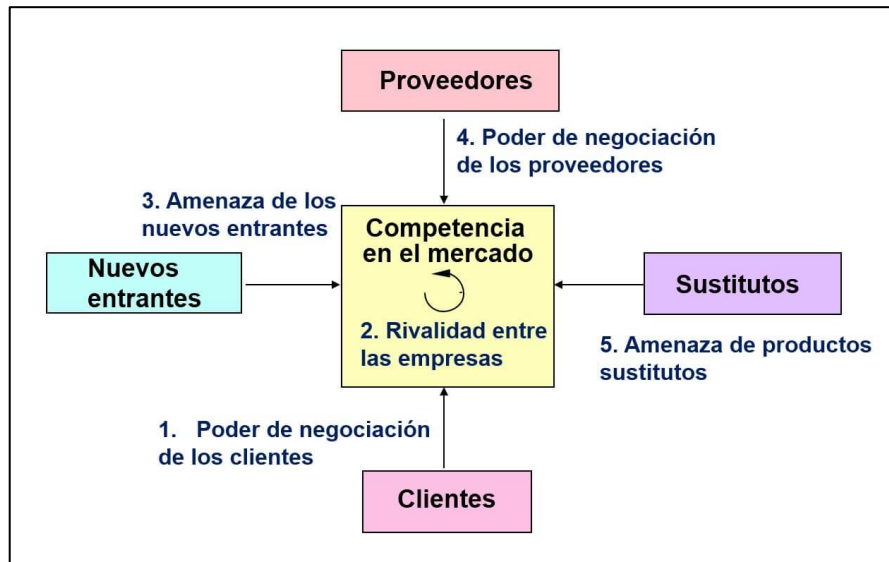 Proveedores
4. Poder de negociación
de los proveedores
3. Amenaza de los
nuevos entrantes
Competencia
en el mercado
Nuevos
entrantes
Sustitutos
2. Rivalidad entre
las empresas
5. Amenaza de productos
sustitutos
1. Poder de negociación
de los clientes
Clientes